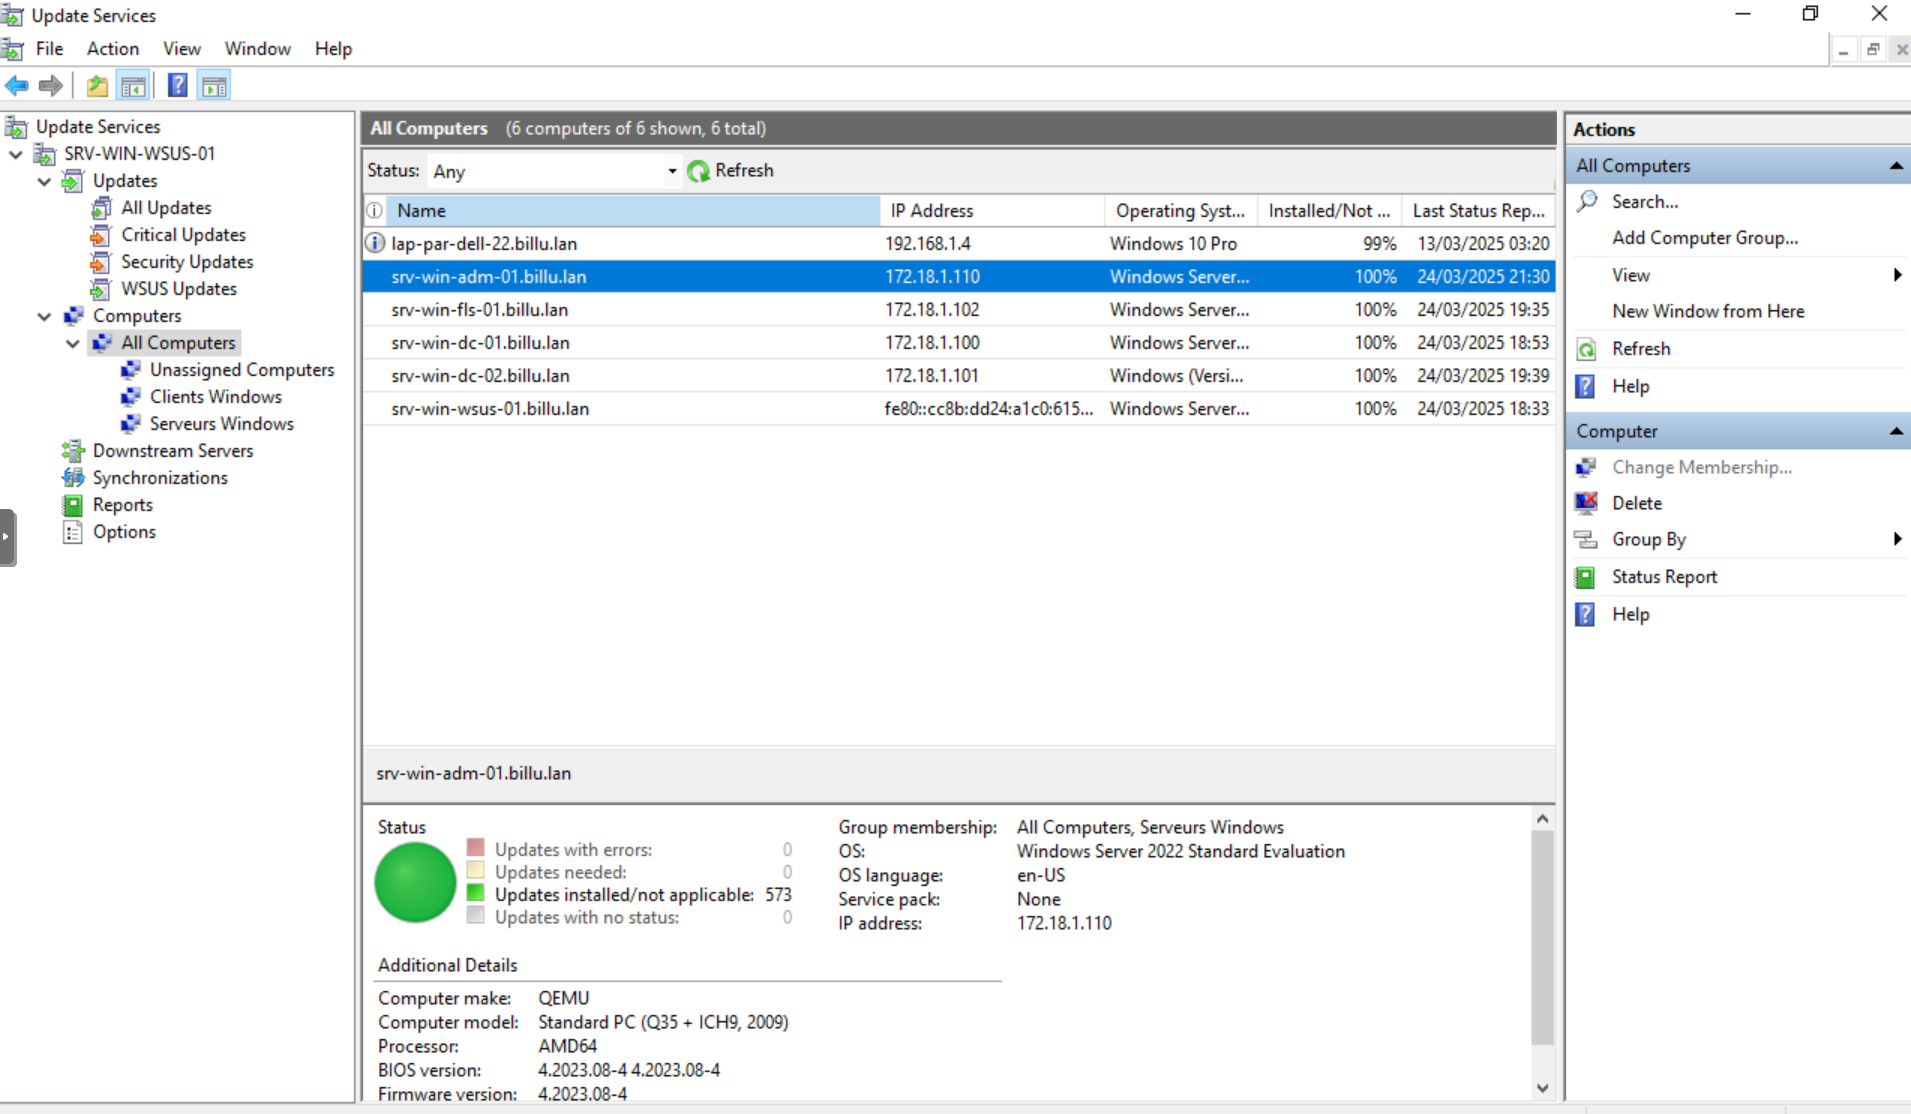 Update Services
File Action View Window Help
Update Services
SRV-WIN-WSUS-01
Updates
All Updates
Critical Updates
Security Updates
WSUS Updates
Computers
All Computers
Unassigned Computers
Clients Windows
Serveurs Windows
Downstream Servers
Synchronizations
Reports
Options
All Computers (6 computers of 6 shown, 6 total)
Status: Any Refresh
Name IP Address Operating Syst... Installed/Not ... Last Status Rep...
lap-par-dell-22.billu.lan 192.168.1.4 Windows 10 Pro 99% 13/03/2025 03:20
srv-win-adm-01.billu.lan 172.18.1.110 Windows Server... 100% 24/03/2025 21:30
srv-win-fls-01.billu.lan 172.18.1.102 Windows Server... 100% 24/03/2025 19:35
srv-win-dc-01.billu.lan 172.18.1.100 Windows Server... 100% 24/03/2025 18:53
srv-win-dc-02.billu.lan 172.18.1.101 Windows (Versi... 100% 24/03/2025 19:39
srv-win-wsus-01.billu.lan fe80::cc8b:dd24:a1c0:615... Windows Server... 100% 24/03/2025 18:33
srv-win-adm-01.billu.lan
Status
Updates with errors: 0
Updates needed: 0
Updates installed/not applicable: 573
Updates with no status: 0
Group membership: All Computers, Serveurs Windows
OS: Windows Server 2022 Standard Evaluation
OS language: en-US
Service pack: None
IP address: 172.18.1.110
Additional Details
Computer make: QEMU
Computer model: Standard PC (Q35 + ICH9, 2009)
Processor: AMD64
BIOS version: 4.2023.08-4 4.2023.08-4
Firmware version: 4.2023.08-4
Actions
All Computers
Search...
Add Computer Group...
View
New Window from Here
Refresh
Help
Computer
Change Membership...
Delete
Group By
Status Report
Help